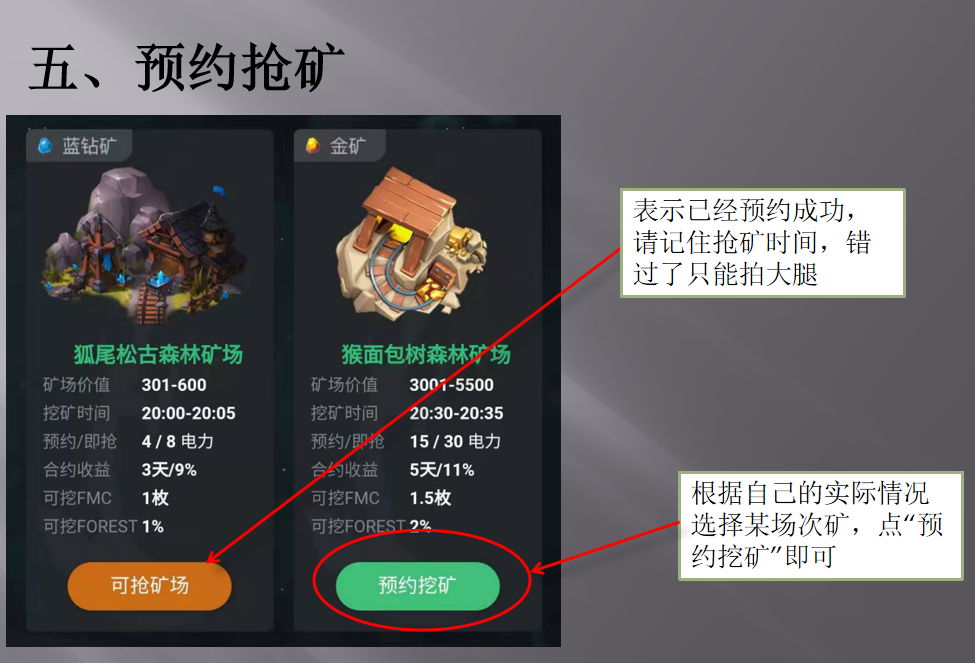 五、预约抢矿
蓝钻矿
狐尾松古森林矿场
矿场价值 301-600
挖矿时间 20:00-20:05
预约/即抢 4 / 8 电力
合约收益 3天/9%
可挖FMC 1枚
可挖FOREST 1%
可抢矿场
金矿
猴面包树森林矿场
矿场价值 3001-5500
挖矿时间 20:30-20:35
预约/即抢 15 / 30 电力
合约收益 5天/11%
可挖FMC 1.5枚
可挖FOREST 2%
预约挖矿
表示已经预约成功，
请记住抢矿时间，错
过了只能拍大腿
根据自己的实际情况
选择某场次矿，点“预
约挖矿”即可